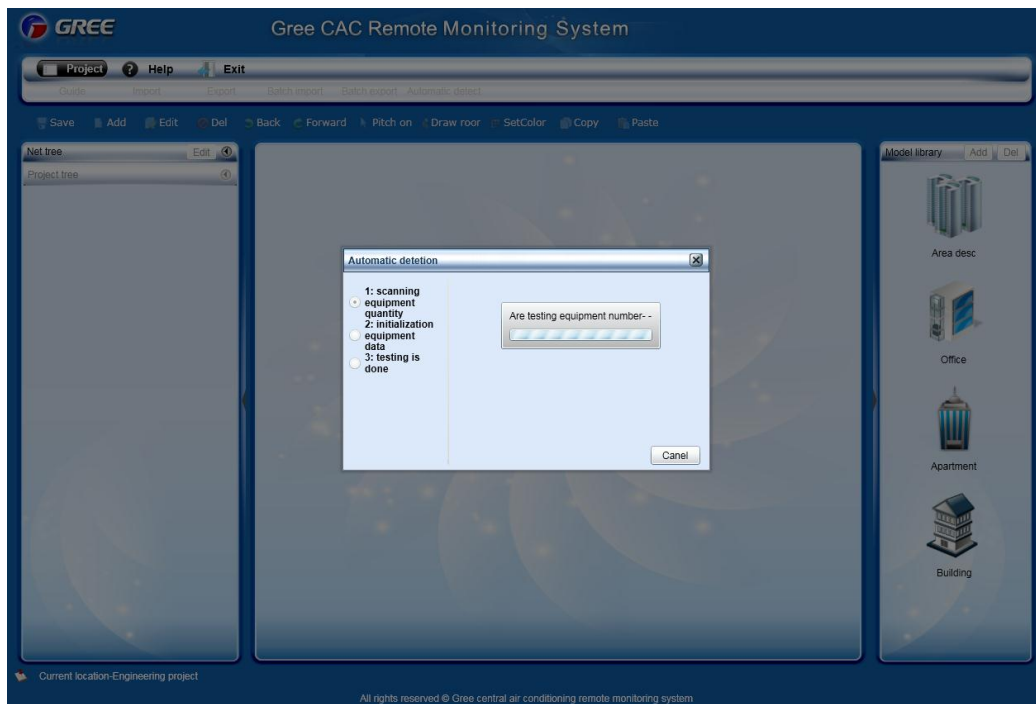 GREE
Gree CAC Remote Monitoring System
Project Help Exit
Guide Import Export Batch import Batch export Automatic detect
Save Add Edit Del Back Forward Pitch on Draw roor SetColor Copy Paste
Net tree Edit
Project tree
Model library Add Del
Area desc
Office
Apartment
Building
Automatic detetion
1: scanning
equipment
quantity
2: initialization
equipment
data
3: testing is
done
Are testing equipment number- -
Canel
Current location-Engineering project
All rights reserved © Gree central air conditioning remote monitoring system